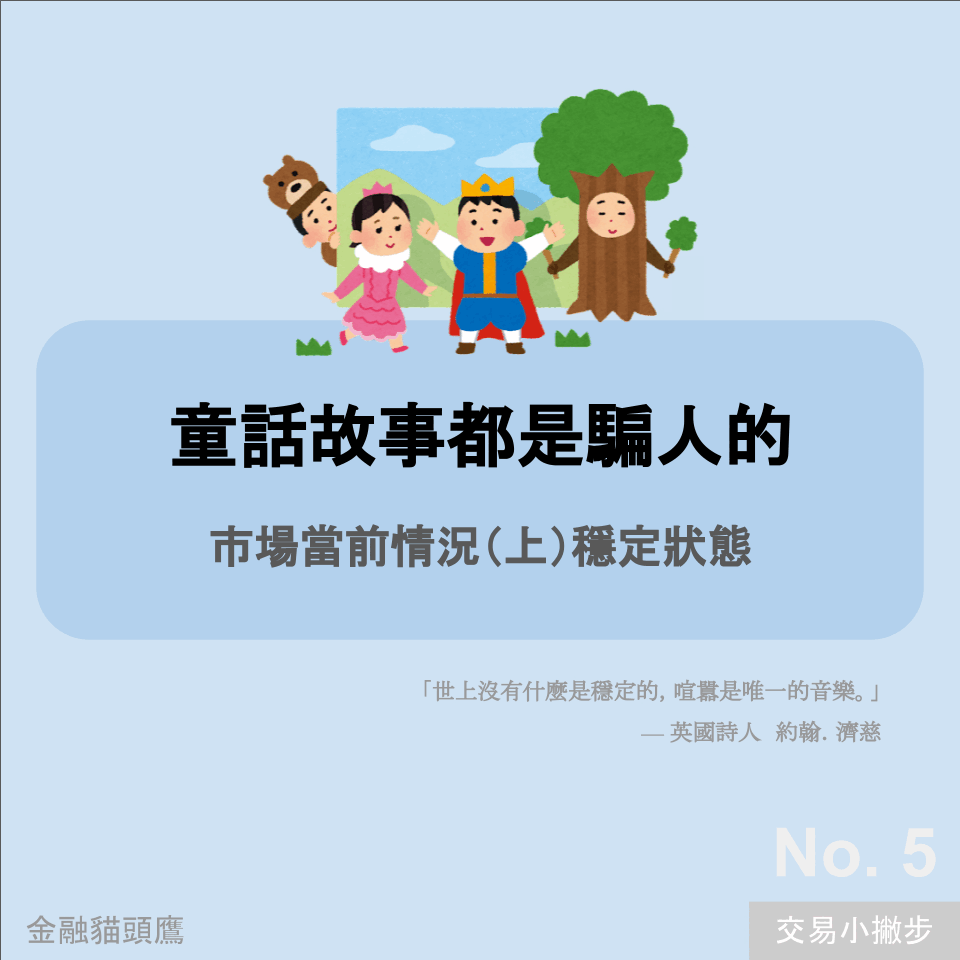 童話故事都是騙人的
市場當前情況(上)穩定狀態
「世上沒有什麼是穩定的, 喧囂是唯一的音樂。」
— 英國詩人 約翰. 濟慈
No. 5
金融貓頭鷹
交易小撇步